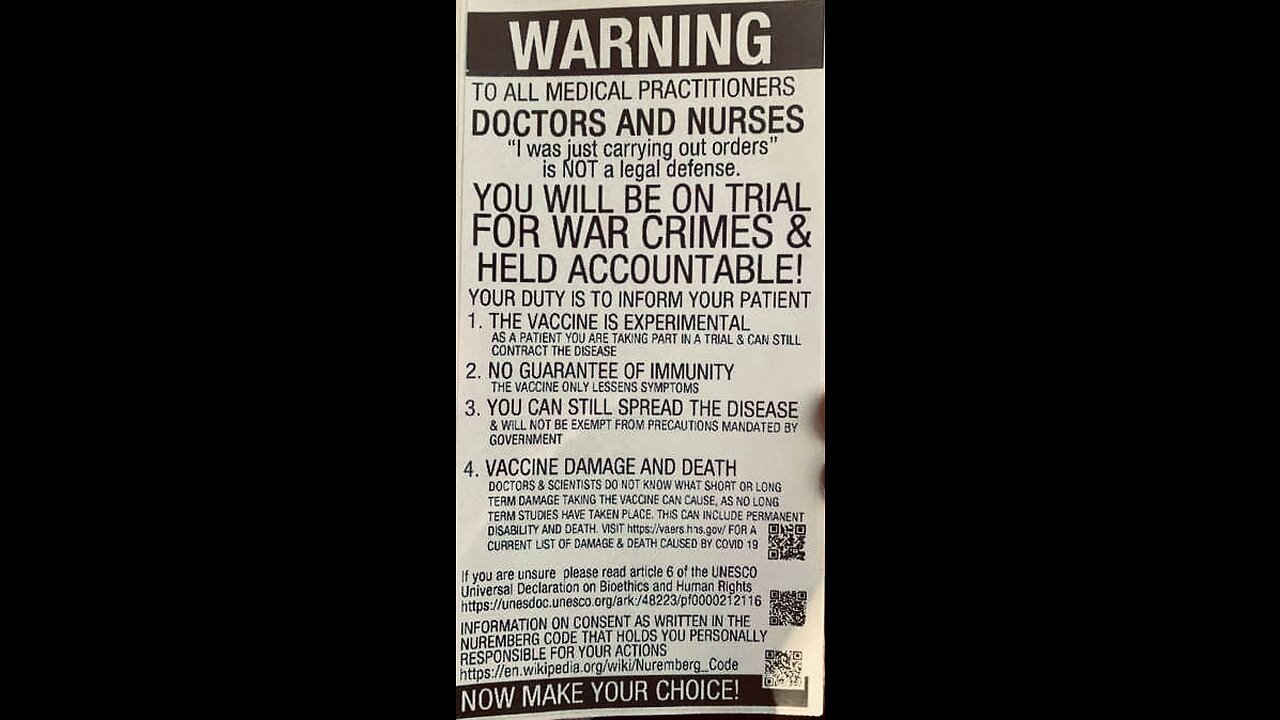 WARNING
TO ALL MEDICAL PRACTITIONERS
DOCTORS AND NURSES
“I was just carrying out orders”
is NOT a legal defense.
YOU WILL BE ON TRIAL
FOR WAR CRIMES &
HELD ACCOUNTABLE!
YOUR DUTY IS TO INFORM YOUR PATIENT
1. THE VACCINE IS EXPERIMENTAL
AS A PATIENT YOU ARE TAKING PART IN A TRIAL & CAN STILL
CONTRACT THE DISEASE
2. NO GUARANTEE OF IMMUNITY
THE VACCINE ONLY LESSENS SYMPTOMS
3. YOU CAN STILL SPREAD THE DISEASE
& WILL NOT BE EXEMPT FROM PRECAUTIONS MANDATED BY
GOVERNMENT
4. VACCINE DAMAGE AND DEATH
DOCTORS & SCIENTISTS DO NOT KNOW WHAT SHORT OR LONG
TERM DAMAGE TAKING THE VACCINE CAN CAUSE, AS NO LONG
TERM STUDIES HAVE TAKEN PLACE. THIS CAN INCLUDE PERMANENT
DISABILITY AND DEATH. VISIT https://vaers.hhs.gov/ FOR A
CURRENT LIST OF DAMAGE & DEATH CAUSED BY COVID 19
If you are unsure please read article 6 of the UNESCO
Universal Declaration on Bioethics and Human Rights
https://unesdoc.unesco.org/ark:/48223/pf0000212116
INFORMATION ON CONSENT AS WRITTEN IN THE
NUREMBERG CODE THAT HOLDS YOU PERSONALLY
RESPONSIBLE FOR YOUR ACTIONS
https://en.wikipedia.org/wiki/Nuremberg_Code
NOW MAKE YOUR CHOICE!